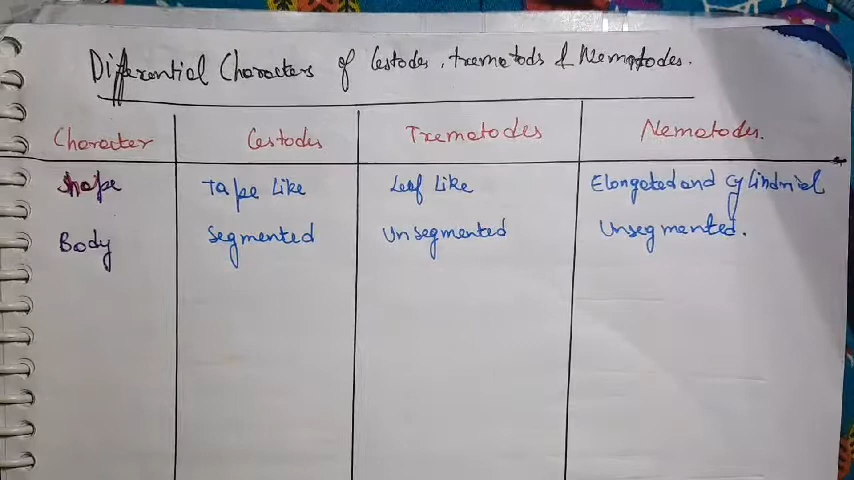 Differential Characters of Cestodes, trematods & Nematodes.
Character Cestodes Trematodes Nematodes.
Shape Tape Like Leaf Like Elongated and Cylindrial
Body Segmented Unsegmented Unsegmented.